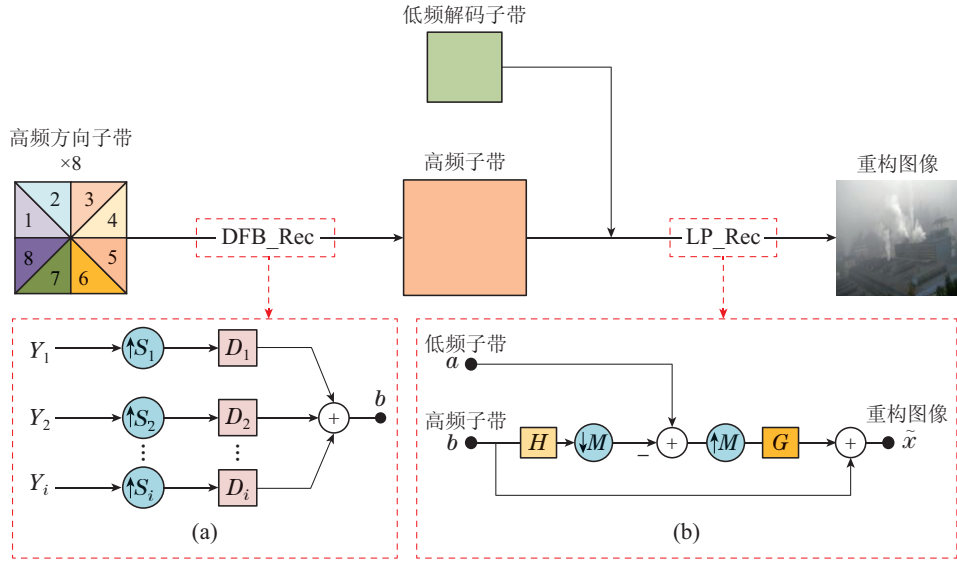 低频解码子带
高频方向子带
×8
高频子带
重构图像
1 2 3 4
8 7 6 5
DFB_Rec
LP_Rec
Y₁ ↑S₁ D₁
Y₂ ↑S₂ D₂
⋮ ⋮
Yᵢ ↑Sᵢ Dᵢ
+
b
(a)
低频子带
a
高频子带
b H ↓M − + ↑M G + x̃
重构图像
(b)